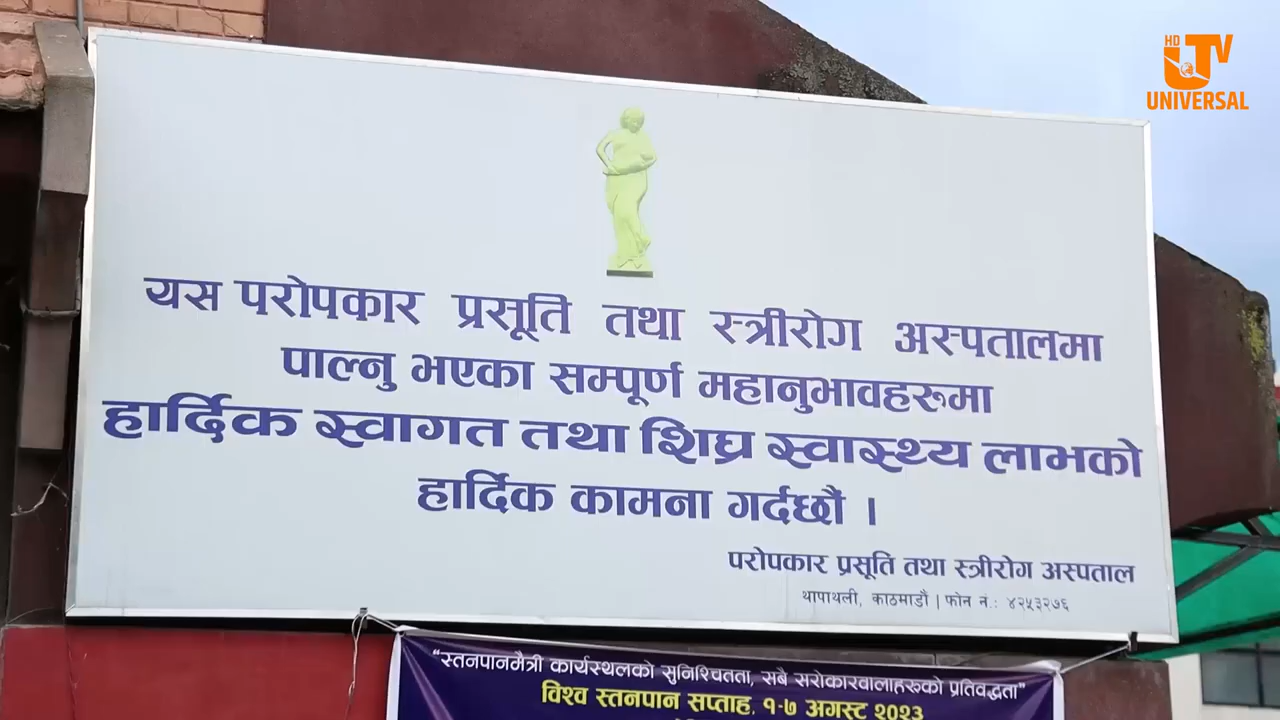 HD
UTV
UNIVERSAL
यस परोपकार प्रसूति तथा स्त्रीरोग अस्पतालमा
पाल्नु भएका सम्पूर्ण महानुभावहरुमा
हार्दिक स्वागत तथा शिघ्र स्वास्थ्य लाभको
हार्दिक कामना गर्दछौं ।
परोपकार प्रसूति तथा स्त्रीरोग अस्पताल
थापाथली, काठमाडौं | फोन नं.: ४२५३२७६
“स्तनपानमैत्री कार्यस्थलको सुनिश्चितता, सबै सरोकारवालाहरुको प्रतिवद्धता”
विश्व स्तनपान सप्ताह, १-७ अगस्ट २०२३